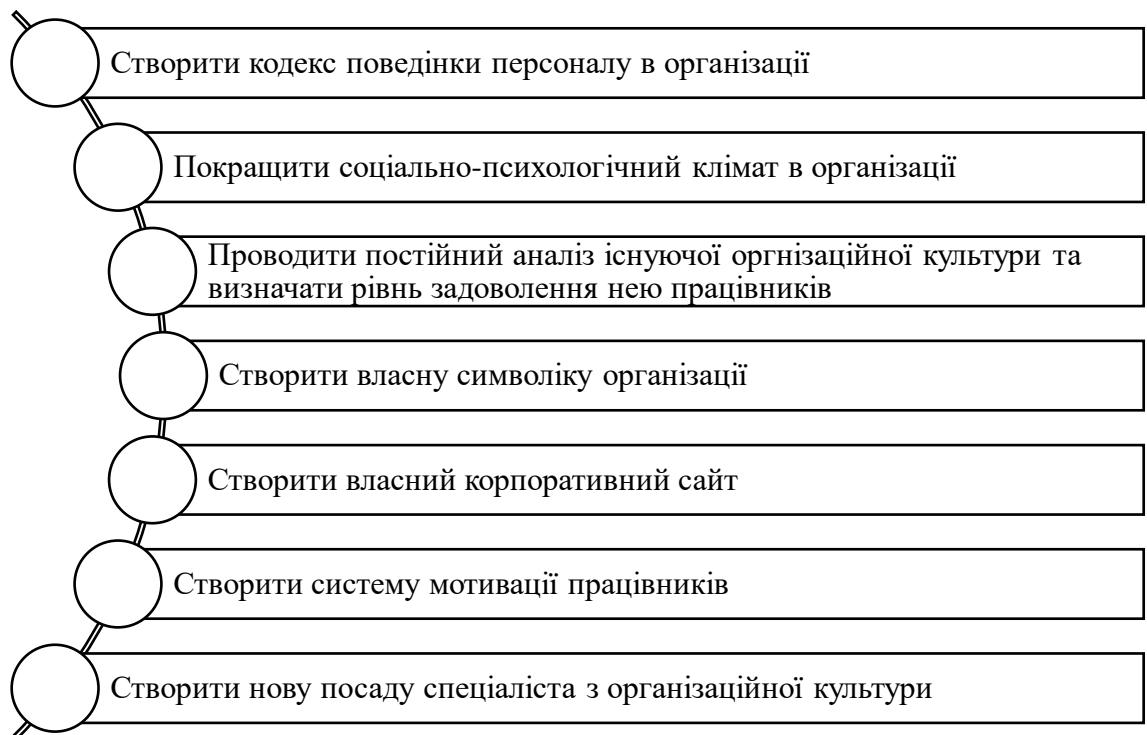 Створити кодекс поведінки персоналу в організації
Покращити соціально-психологічний клімат в організації
Проводити постійний аналіз існуючої оргнізаційної культури та
визначати рівнь задоволення нею працівників
Створити власну символіку організації
Створити власний корпоративний сайт
Створити систему мотивації працівників
Створити нову посаду спеціаліста з організаційної культури